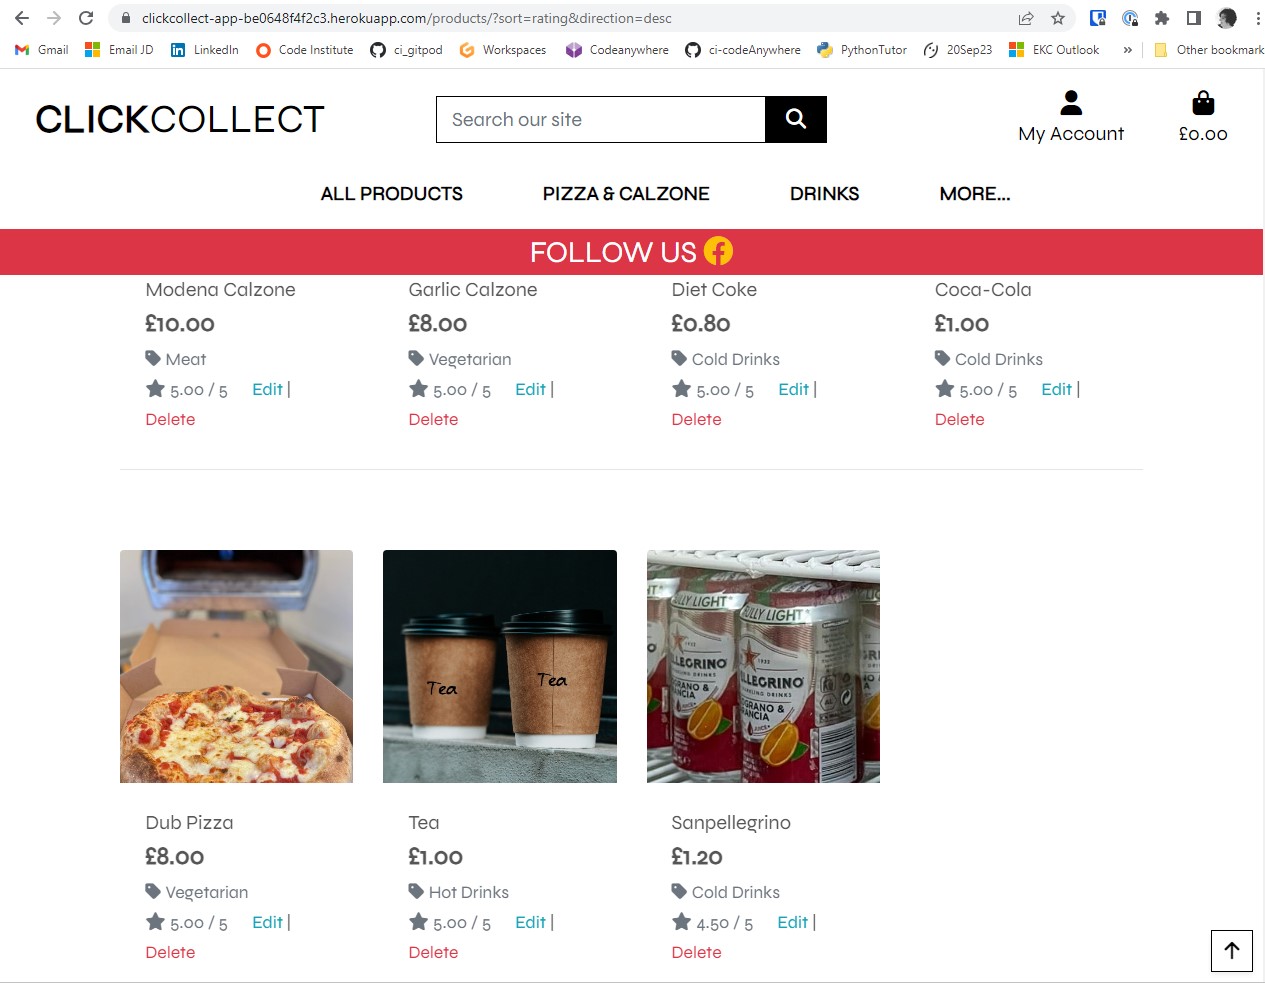 clickcollect-app-be0648f4f2c3.herokuapp.com/products/?sort=rating&direction=desc
Gmail Email JD LinkedIn Code Institute ci_gitpod Workspaces Codeanywhere ci-codeAnywhere PythonTutor 20Sep23 EKC Outlook » Other bookmark
CLICKCOLLECT
Search our site
My Account
£0.00
ALL PRODUCTS PIZZA & CALZONE DRINKS MORE...
FOLLOW US
Modena Calzone
£10.00
Meat
5.00 / 5 Edit |
Delete
Garlic Calzone
£8.00
Vegetarian
5.00 / 5 Edit |
Delete
Diet Coke
£0.80
Cold Drinks
5.00 / 5 Edit |
Delete
Coca-Cola
£1.00
Cold Drinks
5.00 / 5 Edit |
Delete
Tea
Tea
ULLY LIGHT
ULLY LIGHT
LLEGRINO
ELLEGRINO
Dub Pizza
£8.00
Vegetarian
5.00 / 5 Edit |
Delete
Tea
£1.00
Hot Drinks
5.00 / 5 Edit |
Delete
Sanpellegrino
£1.20
Cold Drinks
4.50 / 5 Edit |
Delete